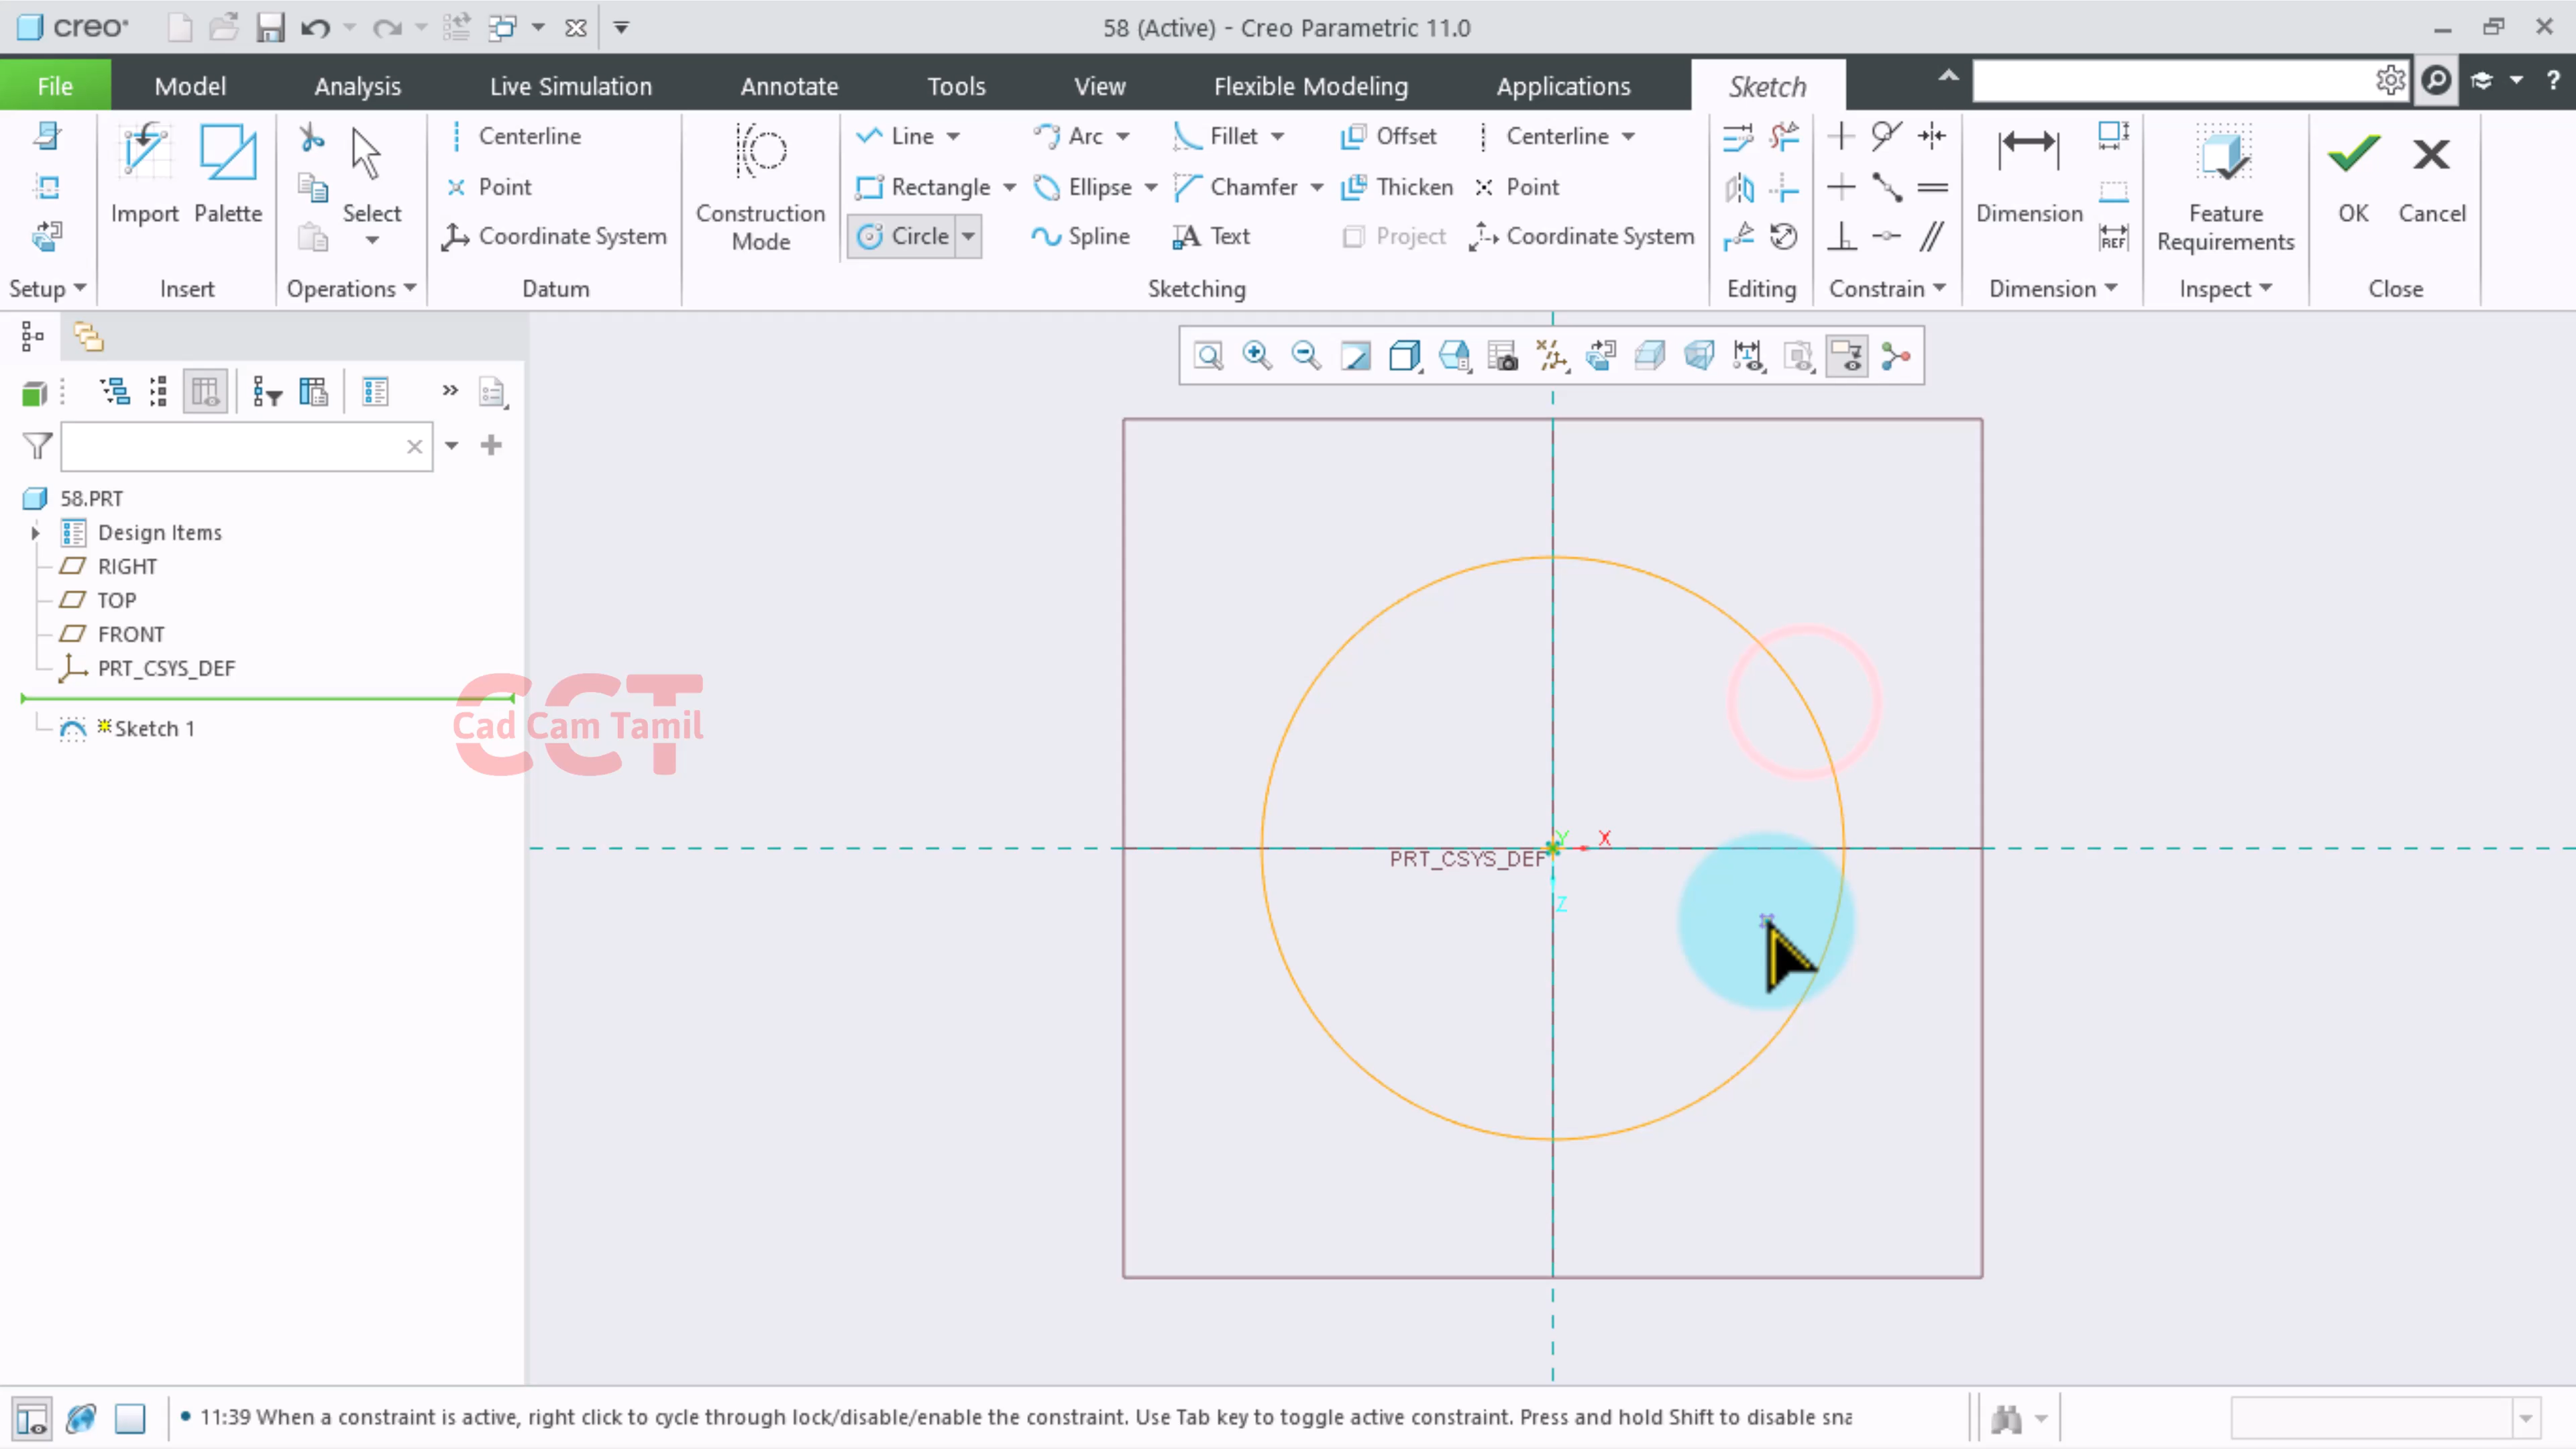 creo
58 (Active) - Creo Parametric 11.0
File Model Analysis Live Simulation Annotate Tools View Flexible Modeling Applications Sketch
?
Import Palette
Select
Centerline
Point
Coordinate System
Construction
Mode
Line
Arc
Fillet
Offset
Centerline
Rectangle
Ellipse
Chamfer
Thicken
Point
Circle
Spline
Text
Project
Coordinate System
REF
Dimension
Feature
Requirements
OK Cancel
Setup Insert Operations Datum Sketching Editing Constrain Dimension Inspect Close
58.PRT
Design Items
RIGHT
TOP
FRONT
PRT_CSYS_DEF
Sketch 1
CCT
Cad Cam Tamil
Y X
PRT_CSYS_DEF
Z
11:39 When a constraint is active, right click to cycle through lock/disable/enable the constraint. Use Tab key to toggle active constraint. Press and hold Shift to disable sna